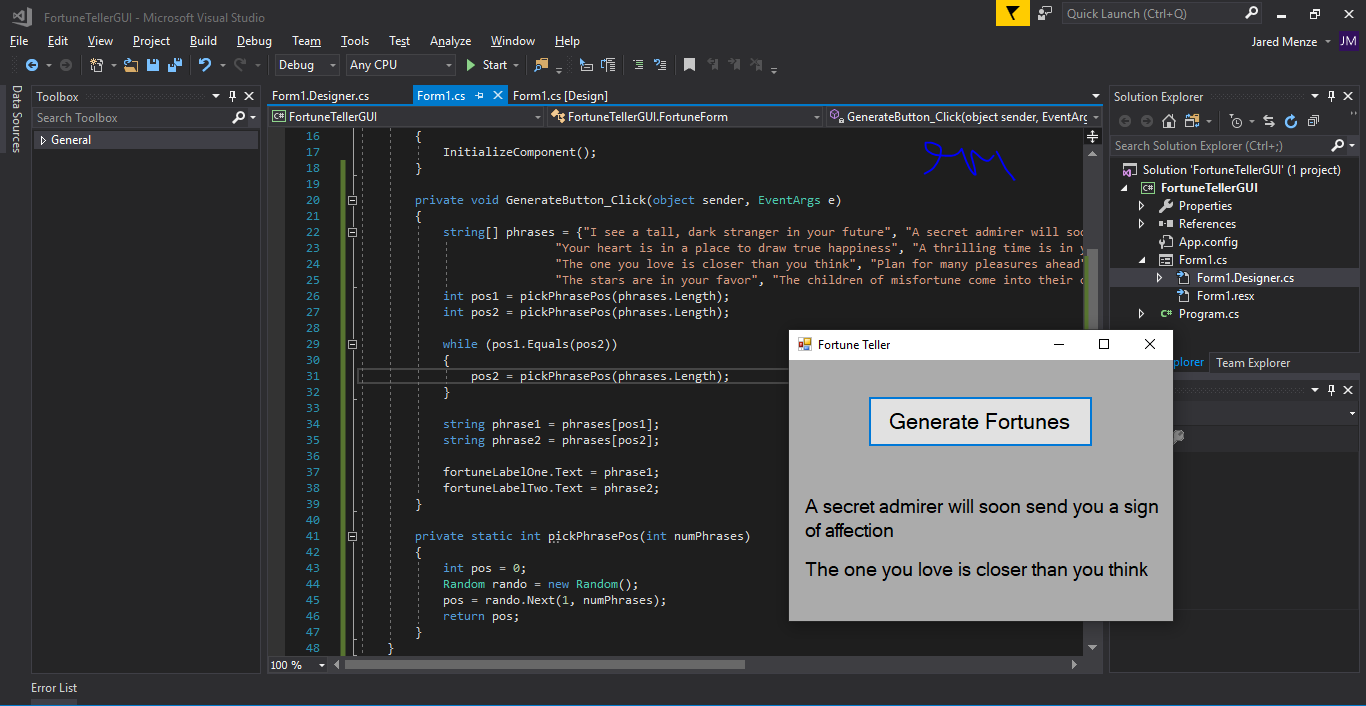 FortuneTellerGUI - Microsoft Visual Studio
Quick Launch (Ctrl+Q)
File Edit View Project Build Debug Team Tools Test Analyze Window Help
Jared Menze JM
Debug Any CPU Start
Data Sources
Toolbox
Search Toolbox
General
Form1.Designer.cs Form1.cs Form1.cs [Design]
FortuneTellerGUI FortuneTellerGUI.FortuneForm GenerateButton_Click(object sender, EventArg
16 {
17 InitializeComponent();
18 }
19
20 private void GenerateButton_Click(object sender, EventArgs e)
21 {
22 string[] phrases = {"I see a tall, dark stranger in your future", "A secret admirer will soo
23 "Your heart is in a place to draw true happiness", "A thrilling time is in y
24 "The one you love is closer than you think", "Plan for many pleasures ahead"
25 "The stars are in your favor", "The children of misfortune come into their
26 int pos1 = pickPhrasePos(phrases.Length);
27 int pos2 = pickPhrasePos(phrases.Length);
28
29 while (pos1.Equals(pos2))
30 {
31 pos2 = pickPhrasePos(phrases.Length);
32 }
33
34 string phrase1 = phrases[pos1];
35 string phrase2 = phrases[pos2];
36
37 fortuneLabelOne.Text = phrase1;
38 fortuneLabelTwo.Text = phrase2;
39 }
40
41 private static int pickPhrasePos(int numPhrases)
42 {
43 int pos = 0;
44 Random rando = new Random();
45 pos = rando.Next(1, numPhrases);
46 return pos;
47 }
48 }
100 %
Error List
Solution Explorer
Search Solution Explorer (Ctrl+;)
Solution 'FortuneTellerGUI' (1 project)
FortuneTellerGUI
Properties
References
App.config
Form1.cs
Form1.Designer.cs
Form1.resx
Program.cs
plorer Team Explorer
Fortune Teller
Generate Fortunes
A secret admirer will soon send you a sign
of affection
The one you love is closer than you think